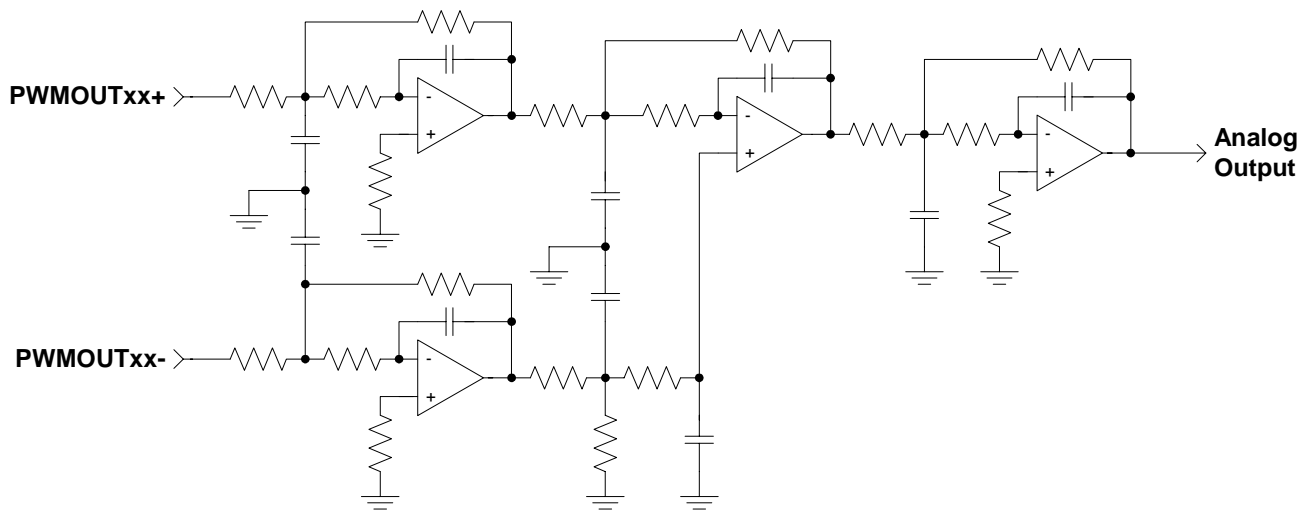 PWMOUTxx+
-
+
-
+
-
+
Analog
Output
PWMOUTxx-
-
+